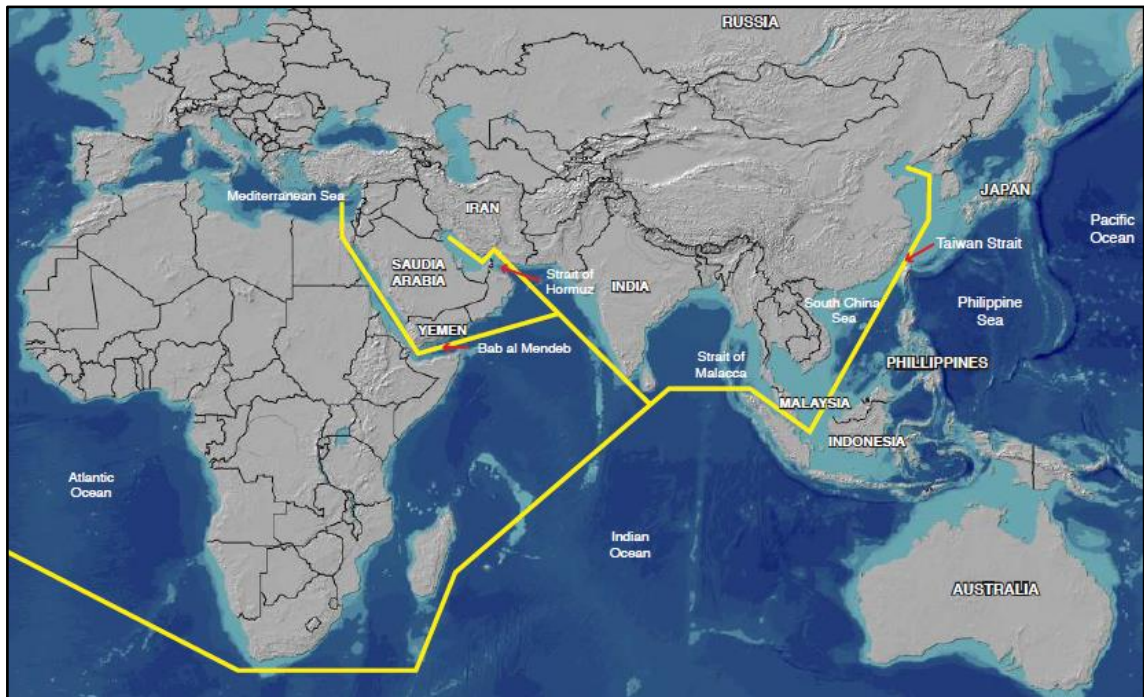 RUSSIA
Mediterranean Sea
IRAN
JAPAN
Pacific
Ocean
Taiwan Strait
SAUDIA
ARABIA
Strait of
Hormuz
INDIA
South China
Sea
Philippine
Sea
YEMEN
Bab al Mendeb
Strait of
Malacca
PHILLIPPINES
MALAYSIA
INDONESIA
Atlantic
Ocean
Indian
Ocean
AUSTRALIA